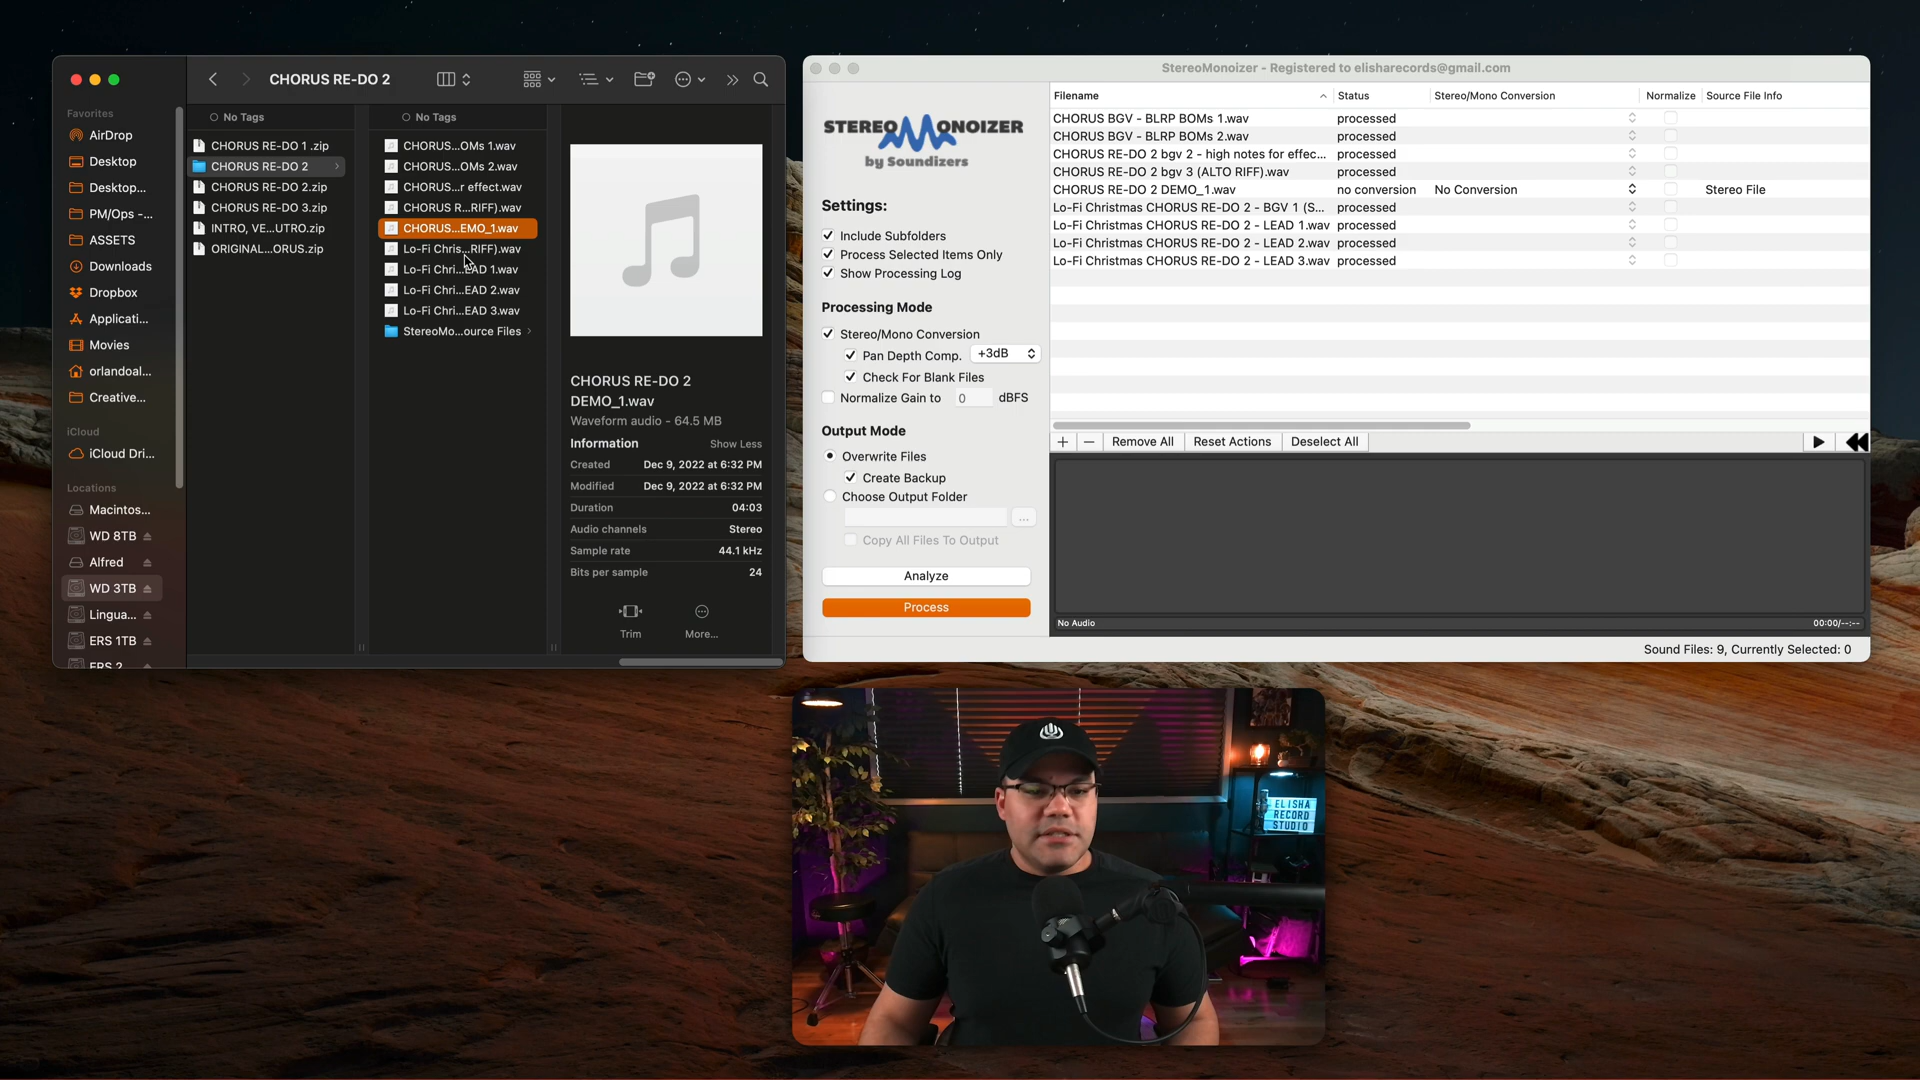 CHORUS RE-DO 2
Favorites
AirDrop
Desktop
Desktop...
PM/Ops -...
ASSETS
Downloads
Dropbox
Applicati...
Movies
orlandoal...
Creative...
iCloud
iCloud Dri...
Locations
Macintos...
WD 8TB
Alfred
WD 3TB
Lingua...
ERS 1TB
ERS 2
No Tags
CHORUS RE-DO 1 .zip
CHORUS RE-DO 2
CHORUS RE-DO 2.zip
CHORUS RE-DO 3.zip
INTRO, VE...UTRO.zip
ORIGINAL...ORUS.zip
No Tags
CHORUS...OMs 1.wav
CHORUS...OMs 2.wav
CHORUS...r effect.wav
CHORUS R...RIFF).wav
CHORUS...EMO_1.wav
Lo-Fi Chris...RIFF).wav
Lo-Fi Chri...EAD 1.wav
Lo-Fi Chri...EAD 2.wav
Lo-Fi Chri...EAD 3.wav
StereoMo...ource Files
CHORUS RE-DO 2
DEMO_1.wav
Waveform audio - 64.5 MB
Information Show Less
Created Dec 9, 2022 at 6:32 PM
Modified Dec 9, 2022 at 6:32 PM
Duration 04:03
Audio channels Stereo
Sample rate 44.1 kHz
Bits per sample 24
Trim More...
StereoMonoizer - Registered to elisharecords@gmail.com
STEREOMONOIZER
by Soundizers
Settings:
Include Subfolders
Process Selected Items Only
Show Processing Log
Processing Mode
Stereo/Mono Conversion
Pan Depth Comp. +3dB
Check For Blank Files
Normalize Gain to 0 dBFS
Output Mode
Overwrite Files
Create Backup
Choose Output Folder
...
Copy All Files To Output
Analyze
Process
Filename Status Stereo/Mono Conversion Normalize Source File Info
CHORUS BGV - BLRP BOMs 1.wav processed
CHORUS BGV - BLRP BOMs 2.wav processed
CHORUS RE-DO 2 bgv 2 - high notes for effec... processed
CHORUS RE-DO 2 bgv 3 (ALTO RIFF).wav processed
CHORUS RE-DO 2 DEMO_1.wav no conversion No Conversion Stereo File
Lo-Fi Christmas CHORUS RE-DO 2 - BGV 1 (S... processed
Lo-Fi Christmas CHORUS RE-DO 2 - LEAD 1.wav processed
Lo-Fi Christmas CHORUS RE-DO 2 - LEAD 2.wav processed
Lo-Fi Christmas CHORUS RE-DO 2 - LEAD 3.wav processed
+ − Remove All Reset Actions Deselect All
No Audio 00:00/--:--
Sound Files: 9, Currently Selected: 0
ELISHA
RECORD
STUDIO